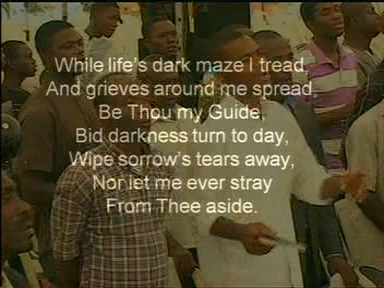 While life's dark maze I tread,
And grieves around me spread,
Be Thou my Guide,
Bid darkness turn to day,
Wipe sorrow's tears away,
Nor let me ever stray
From Thee aside.